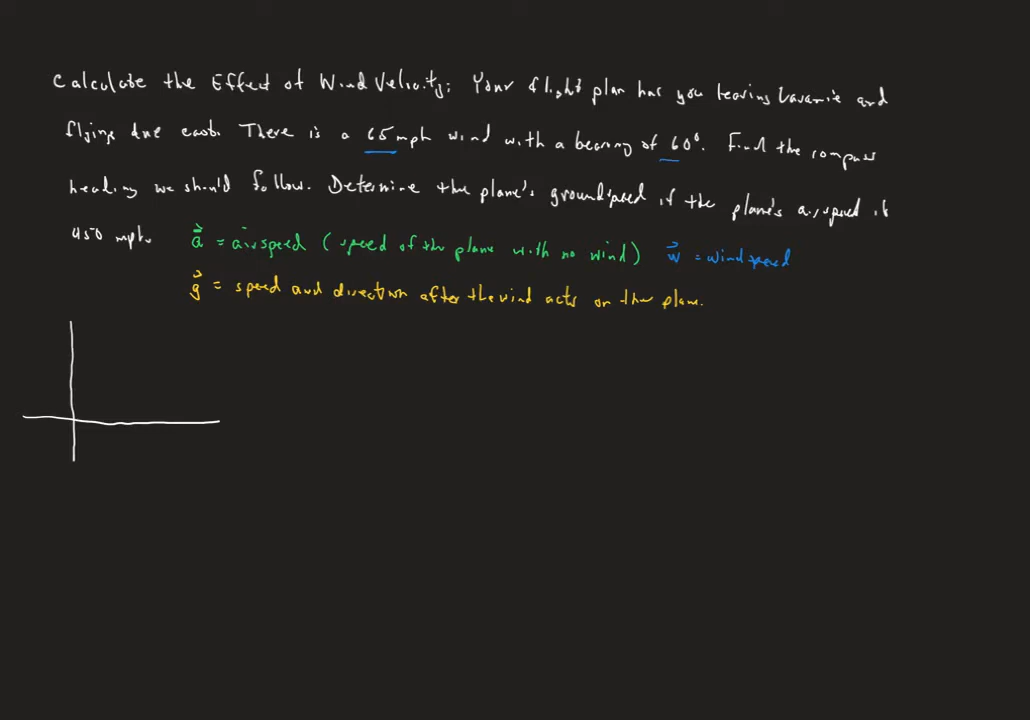 Calculate the Effect of Wind Velocity: Your flight plan has you leaving Laramie and
flying due east. There is a 65 mph wind with a bearing of 60°. Find the compass
heading we should follow. Determine the plane's groundspeed if the plane's airspeed is
450 mph.
a⃗ = airspeed (speed of the plane with no wind) w⃗ = windspeed
g⃗ = speed and direction after the wind acts on the plane.